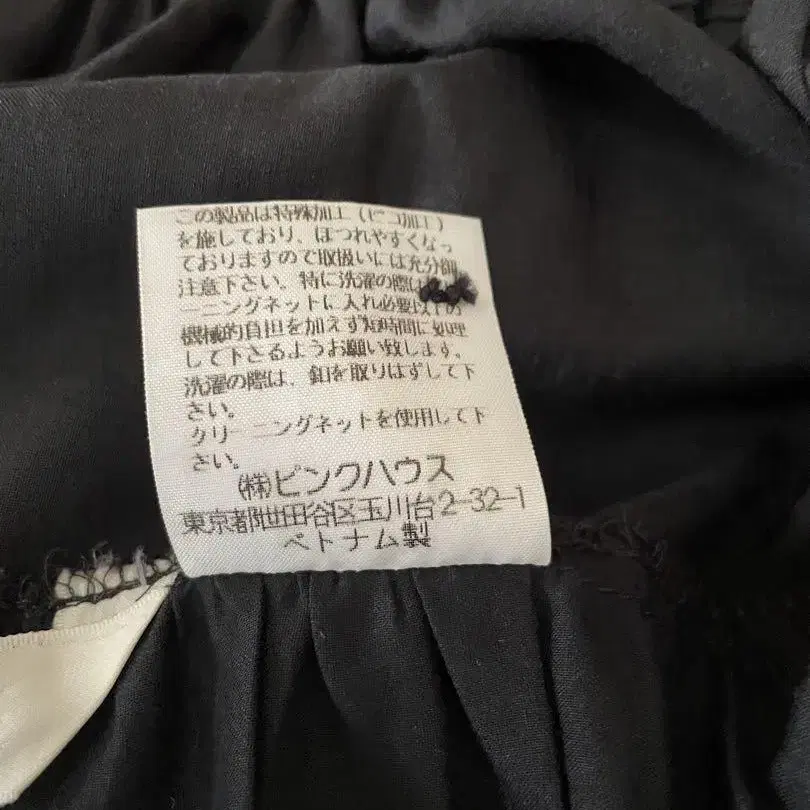 この製品は特殊加工（ピコ加工）
を施しており、ほつれやすくなっ
ておりますので取扱いには充分御
注意下さい。特に洗濯の際は
ーニングネットに入れ必要以下の
機械的負担を加えず短時間に処理
して下さるようお願い致します。
洗濯の際は、釦を取りはずして下
さい。
クリーニングネットを使用して下
さい。
(株)ピンクハウス
東京都世田谷区玉川台2-32-1
ベトナム製